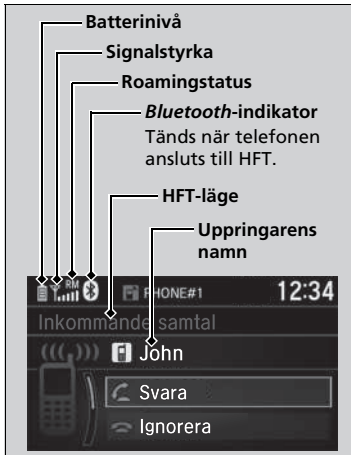 Batterinivå
Signalstyrka
Roamingstatus
Bluetooth-indikator
Tänds när telefonen
ansluts till HFT.
HFT-läge
Uppringarens
namn
RM
PHONE#1 12:34
Inkommande samtal
John
Svara
Ignorera